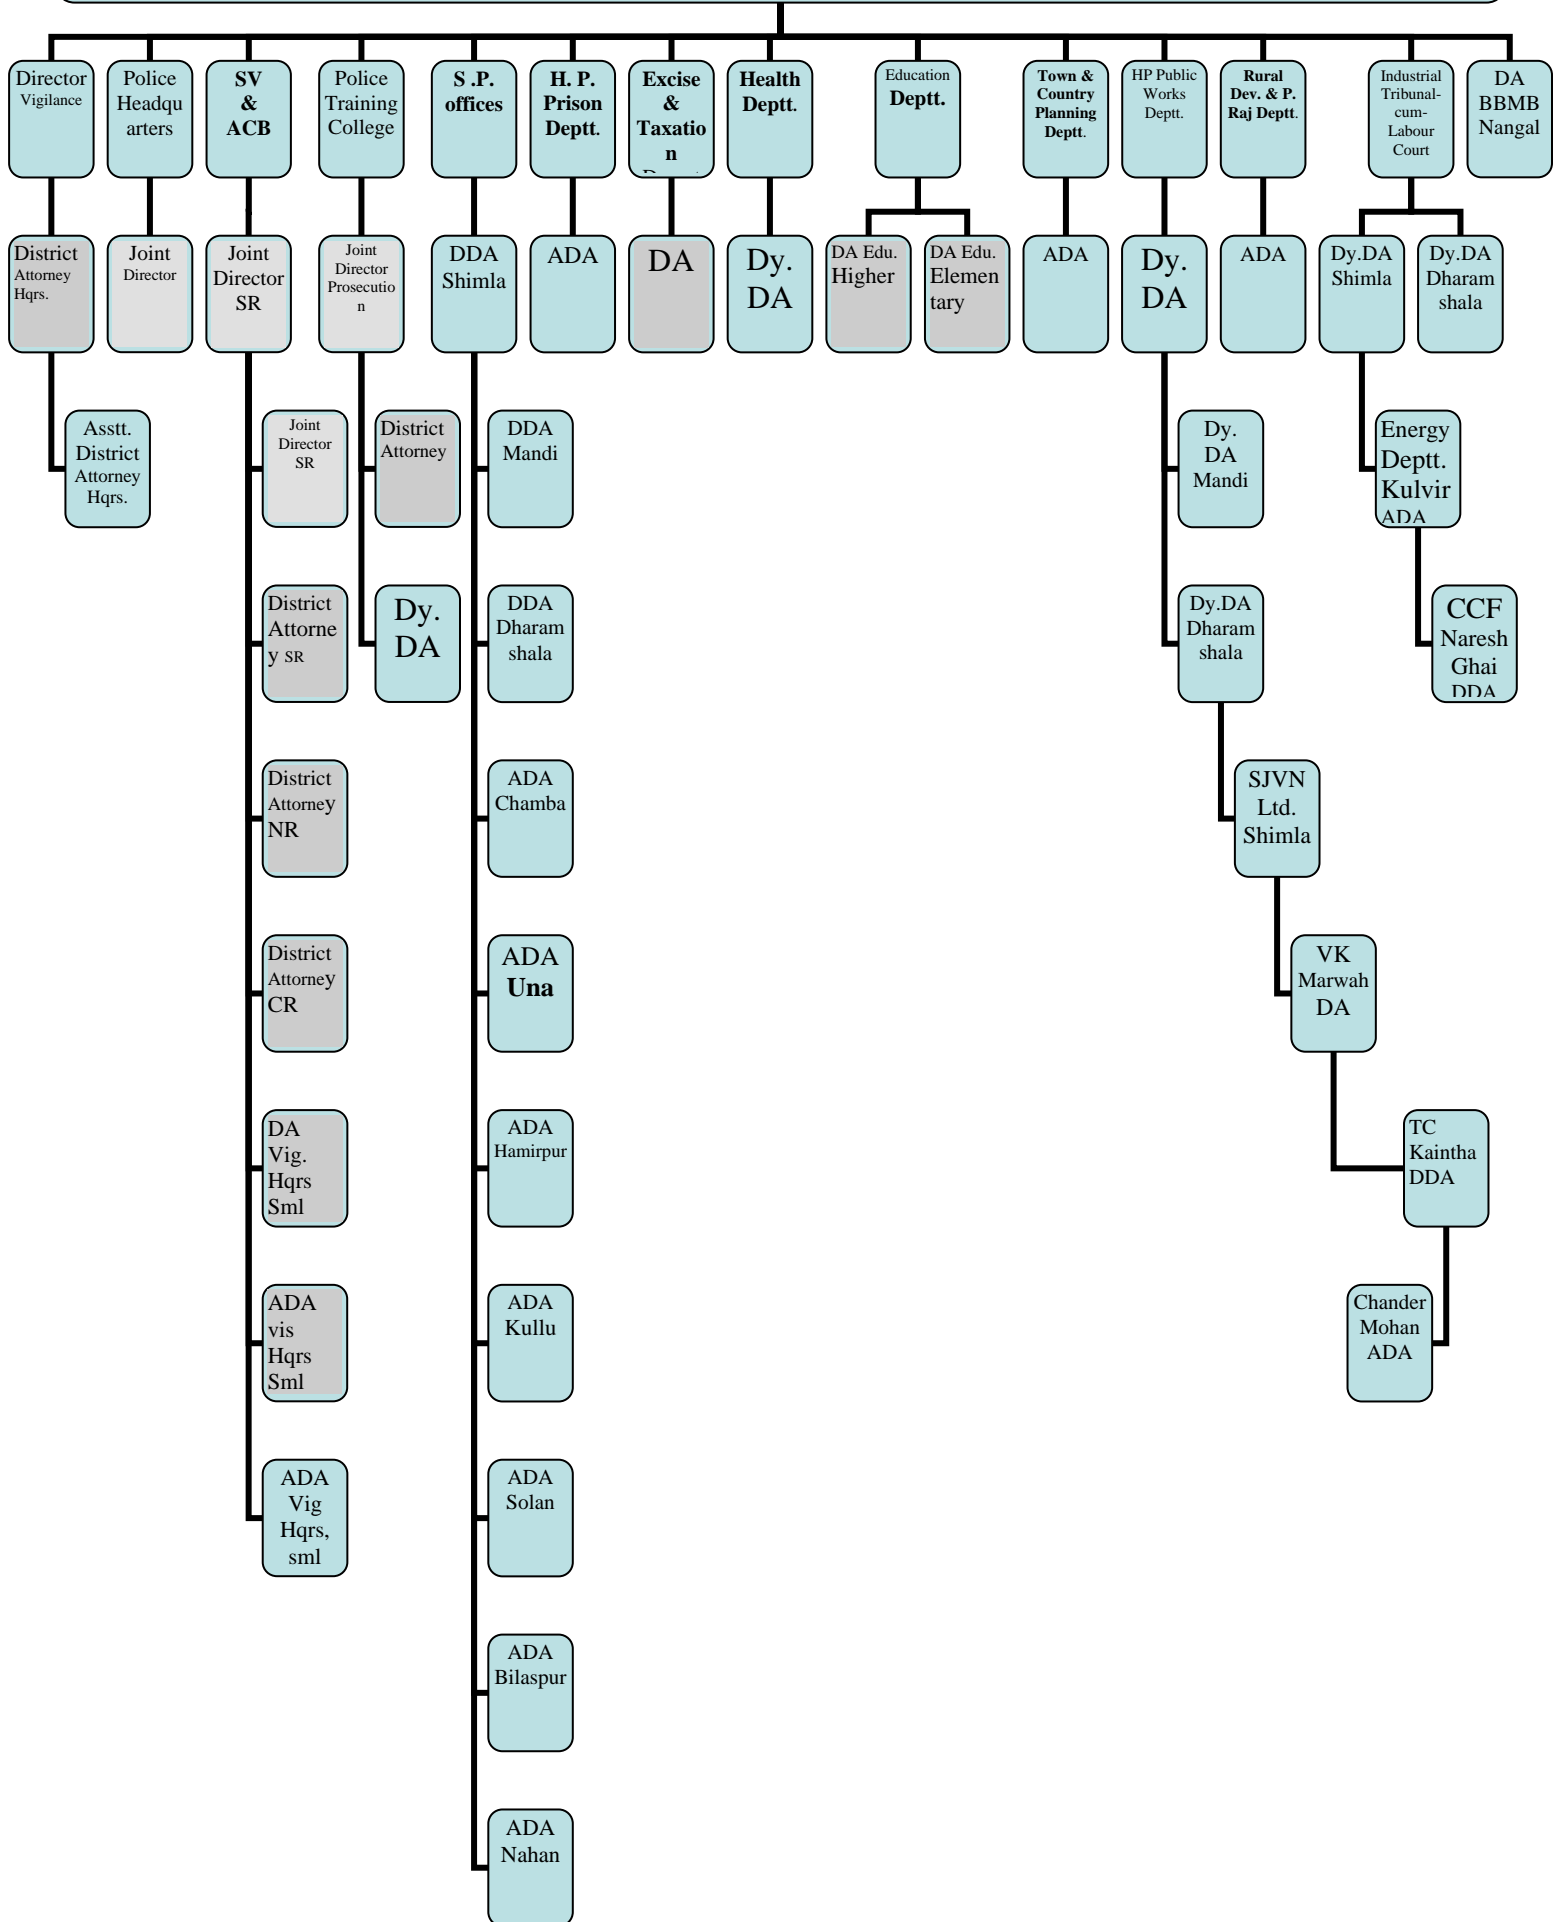 Director
Vigilance
Police
Headqu
arters
SV
&
ACB
Police
Training
College
S .P.
offices
H. P.
Prison
Deptt.
Excise
&
Taxatio
n
Health
Deptt.
Education
Deptt.
Town &
Country
Planning
Deptt.
HP Public
Works
Deptt.
Rural
Dev. & P.
Raj Deptt.
Industrial
Tribunal-
cum-
Labour
Court
DA
BBMB
Nangal
District
Attorney
Hqrs.
Joint
Director
Joint
Director
SR
Joint
Director
Prosecutio
n
DDA
Shimla
ADA
DA
Dy.
DA
DA Edu.
Higher
DA Edu.
Elemen
tary
ADA
Dy.
DA
ADA
Dy.DA
Shimla
Dy.DA
Dharam
shala
Asstt.
District
Attorney
Hqrs.
Joint
Director
SR
District
Attorney
DDA
Mandi
Dy.
DA
Mandi
Energy
Deptt.
Kulvir
ADA
District
Attorne
y SR
Dy.
DA
DDA
Dharam
shala
Dy.DA
Dharam
shala
CCF
Naresh
Ghai
DDA
District
Attorney
NR
ADA
Chamba
SJVN
Ltd.
Shimla
District
Attorney
CR
ADA
Una
VK
Marwah
DA
DA
Vig.
Hqrs
Sml
ADA
Hamirpur
TC
Kaintha
DDA
ADA
vis
Hqrs
Sml
ADA
Kullu
Chander
Mohan
ADA
ADA
Vig
Hqrs,
sml
ADA
Solan
ADA
Bilaspur
ADA
Nahan